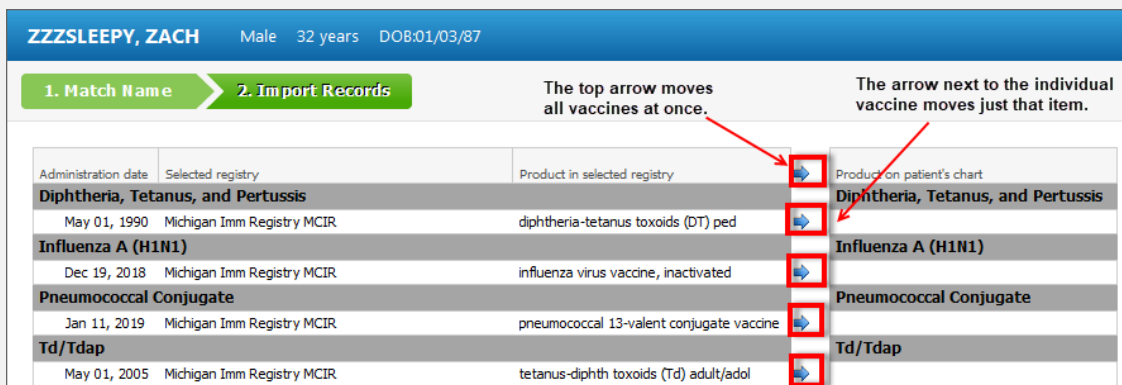 ZZZSLEEPY, ZACH Male 32 years DOB:01/03/87
1. Match Name 2. Import Records
The top arrow moves
all vaccines at once.
The arrow next to the individual
vaccine moves just that item.
Administration date Selected registry Product in selected registry Product on patient's chart
Diphtheria, Tetanus, and Pertussis Diphtheria, Tetanus, and Pertussis
May 01, 1990 Michigan Imm Registry MCIR diphtheria-tetanus toxoids (DT) ped
Influenza A (H1N1) Influenza A (H1N1)
Dec 19, 2018 Michigan Imm Registry MCIR influenza virus vaccine, inactivated
Pneumococcal Conjugate Pneumococcal Conjugate
Jan 11, 2019 Michigan Imm Registry MCIR pneumococcal 13-valent conjugate vaccine
Td/Tdap Td/Tdap
May 01, 2005 Michigan Imm Registry MCIR tetanus-diphth toxoids (Td) adult/adol